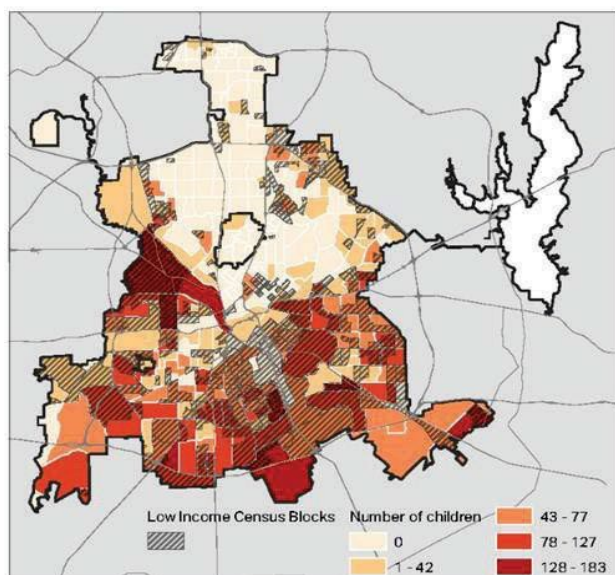 Low Income Census Blocks
Number of children
0
1 - 42
43 - 77
78 - 127
128 - 183